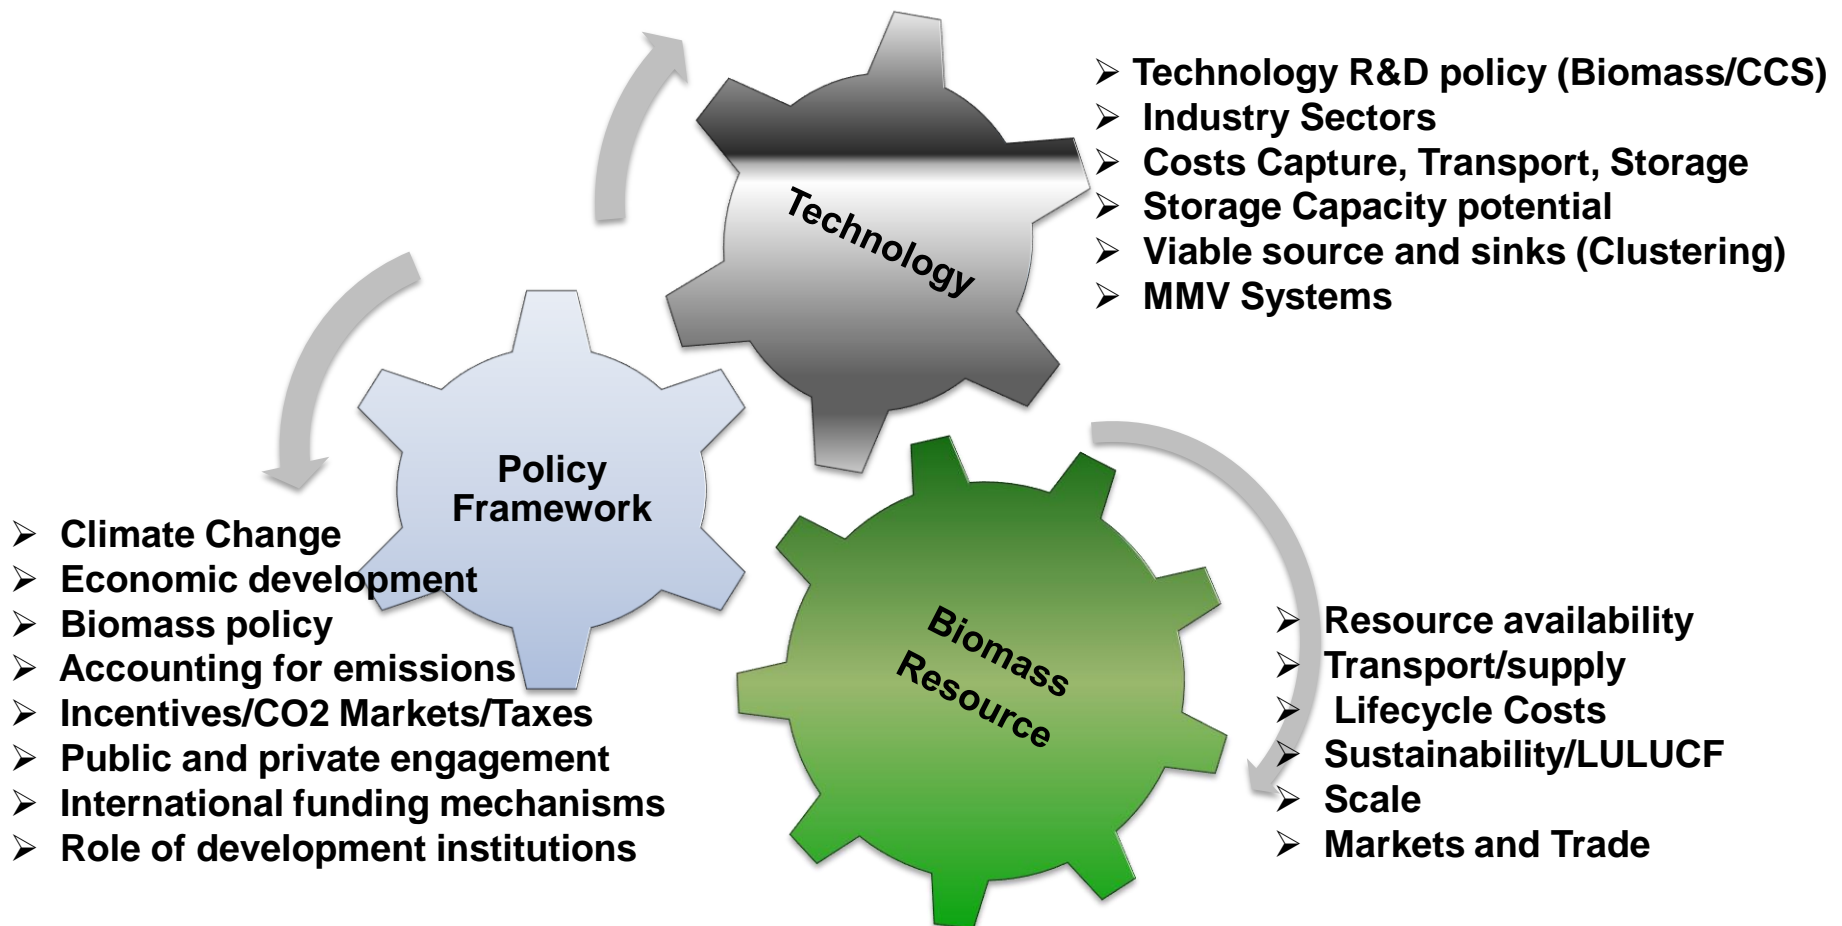 Technology
➢ Technology R&D policy (Biomass/CCS)
➢ Industry Sectors
➢ Costs Capture, Transport, Storage
➢ Storage Capacity potential
➢ Viable source and sinks (Clustering)
➢ MMV Systems
Policy
Framework
➢ Climate Change
➢ Economic development
➢ Biomass policy
➢ Accounting for emissions
➢ Incentives/CO2 Markets/Taxes
➢ Public and private engagement
➢ International funding mechanisms
➢ Role of development institutions
Biomass
Resource
➢ Resource availability
➢ Transport/supply
➢ Lifecycle Costs
➢ Sustainability/LULUCF
➢ Scale
➢ Markets and Trade